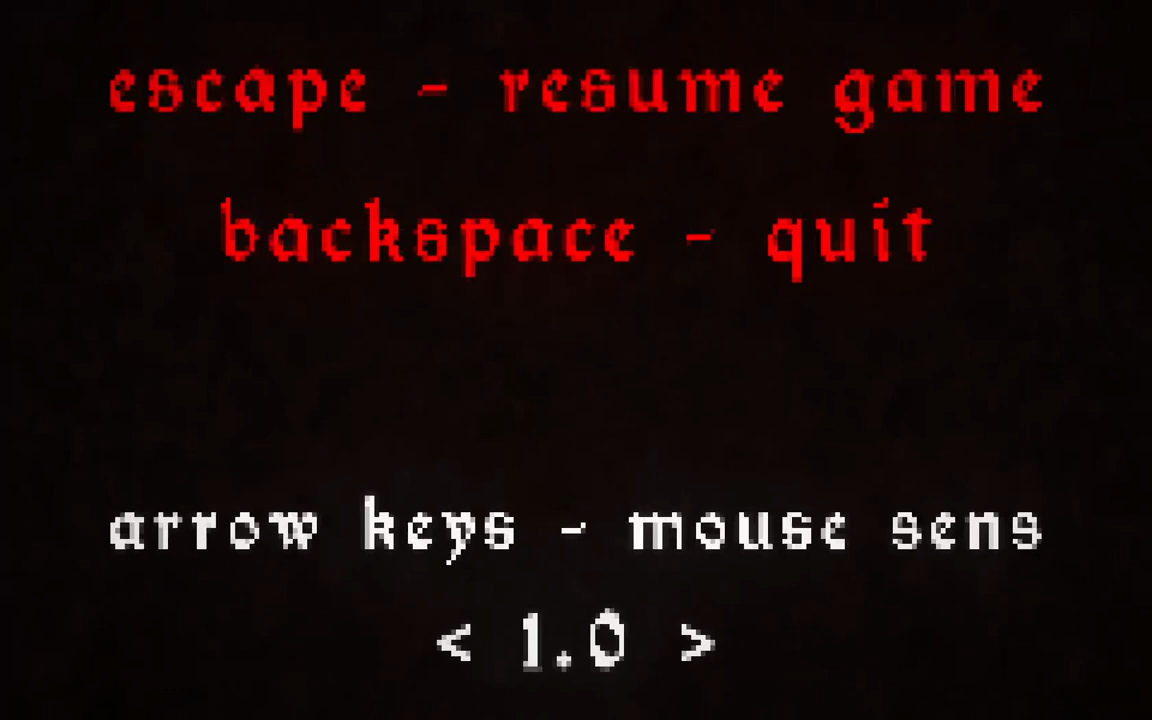 escape - resume game
backspace - quit
arrow keys - mouse sens
< 1.0 >